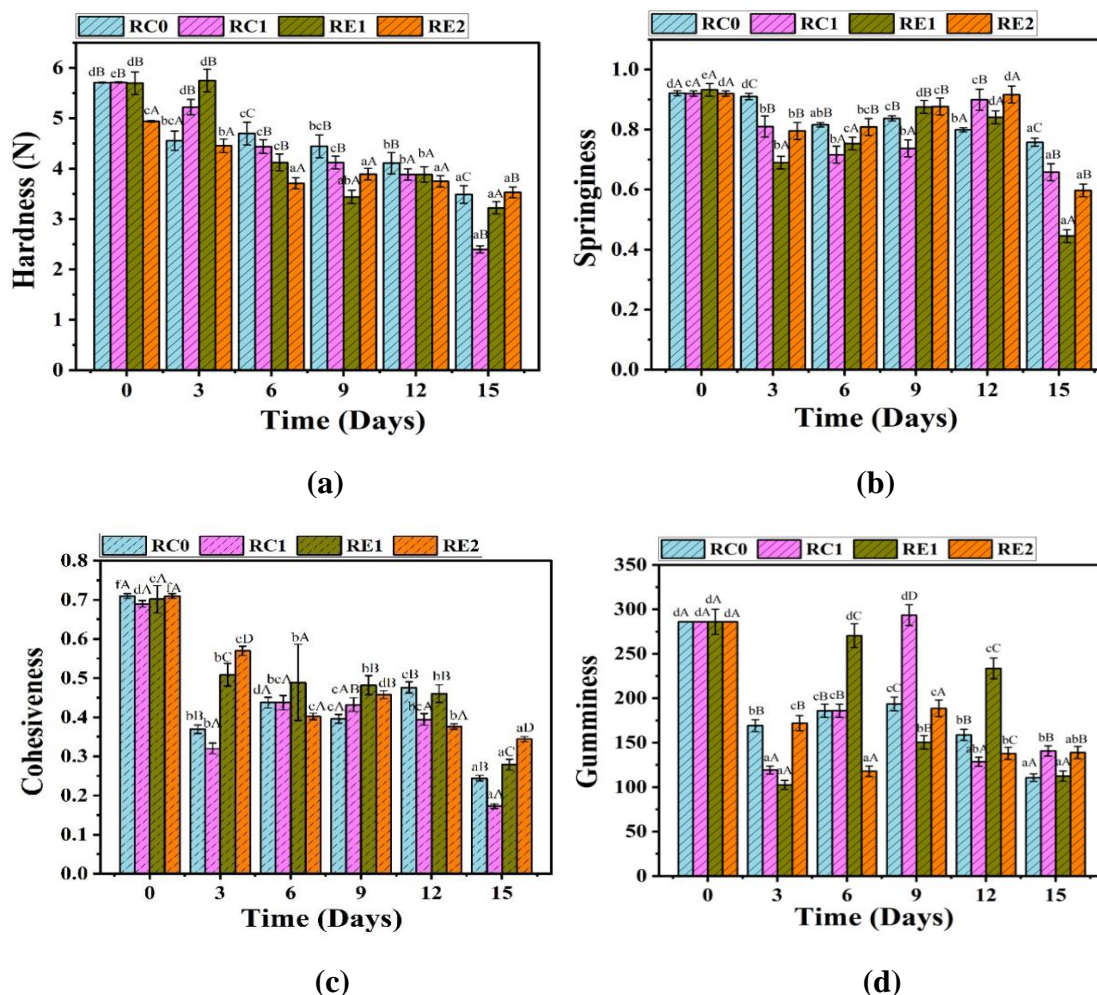 RC0 RC1 RE1 RE2
Hardness (N)
6
5
4
3
2
1
0
dB eB dB cA
bcA dB dB bA
cC cB cB aA
bcB cB abA aA
bB bA bA aA
aC aB aA aB
0 3 6 9 12 15
Time (Days)
(a)
RC0 RC1 RE1 RE2
Springiness
1.0
0.8
0.6
0.4
0.2
0.0
dA cA eA dA
dC bB bA bB
abB bA cA bcB
cB bA dB cB
bA cB dA dA
aC aB aA aB
0 3 6 9 12 15
Time (Days)
(b)
RC0 RC1 RE1 RE2
Cohesiveness
0.8
0.7
0.6
0.5
0.4
0.3
0.2
0.1
0.0
fA dA cA fA
bB bA bC eD
dA bcA bA cA
cA cAB bB dB
eB bcA bB bA
aB aA aC aD
0 3 6 9 12 15
Time (Days)
(c)
RC0 RC1 RE1 RE2
Gumminess
350
300
250
200
150
100
50
0
dA dA dA dA
bB aA aA cB
cB cB dC cA
cC dD bB cA
bB abA cC bC
aA bB aA abB
0 3 6 9 12 15
Time (Days)
(d)